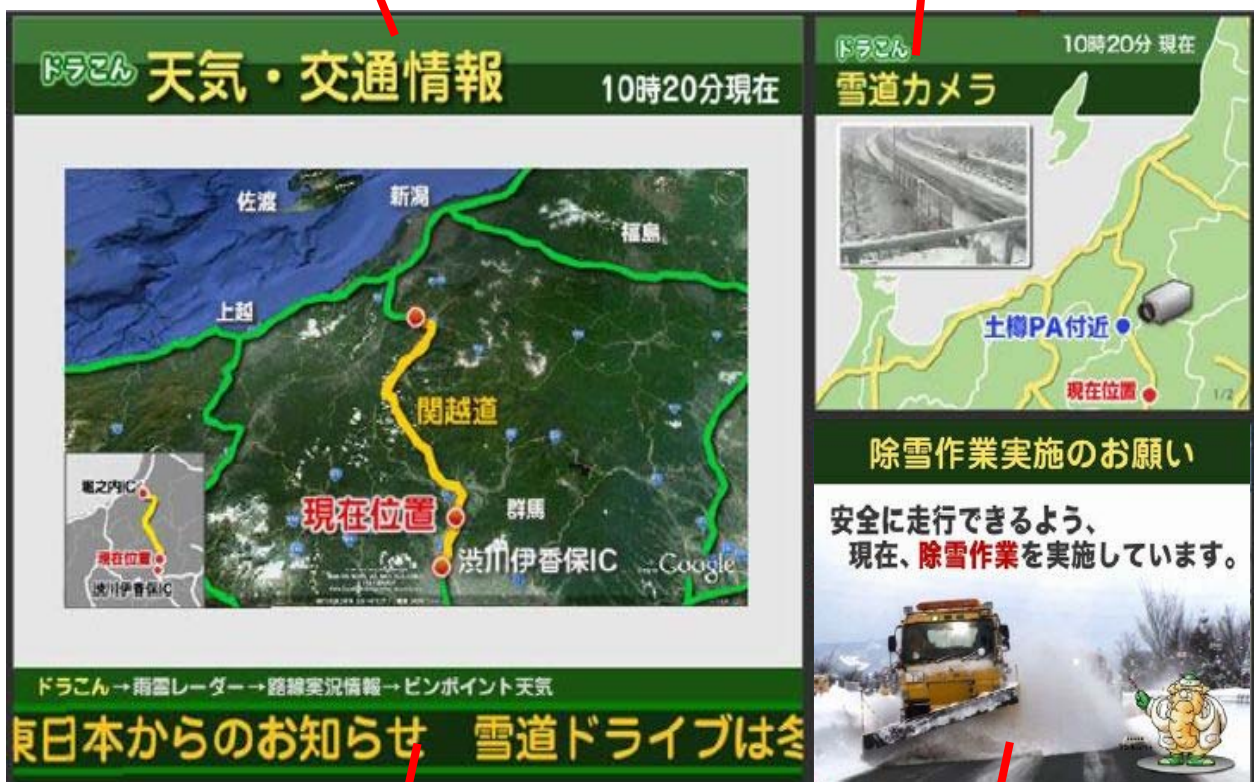 ドラこん 天気・交通情報 10時20分現在
佐渡
新潟
福島
上越
関越道
現在位置
群馬
渋川伊香保IC
Google
堀之内IC
現在位置
渋川伊香保IC
ドラこん→雨雲レーダー→路線実況情報→ピンポイント天気
東日本からのお知らせ 雪道ドライブは冬
ドラこん 10時20分 現在
雪道カメラ
土樽PA付近
現在位置
1/2
除雪作業実施のお願い
安全に走行できるよう、
現在、除雪作業を実施しています。